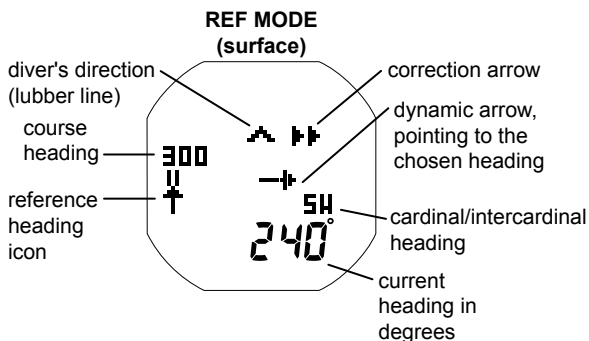 REF MODE
(surface)
diver's direction
(lubber line)
correction arrow
dynamic arrow,
pointing to the
chosen heading
course
heading
300
reference
heading
icon
SW
cardinal/intercardinal
heading
240°
current
heading in
degrees